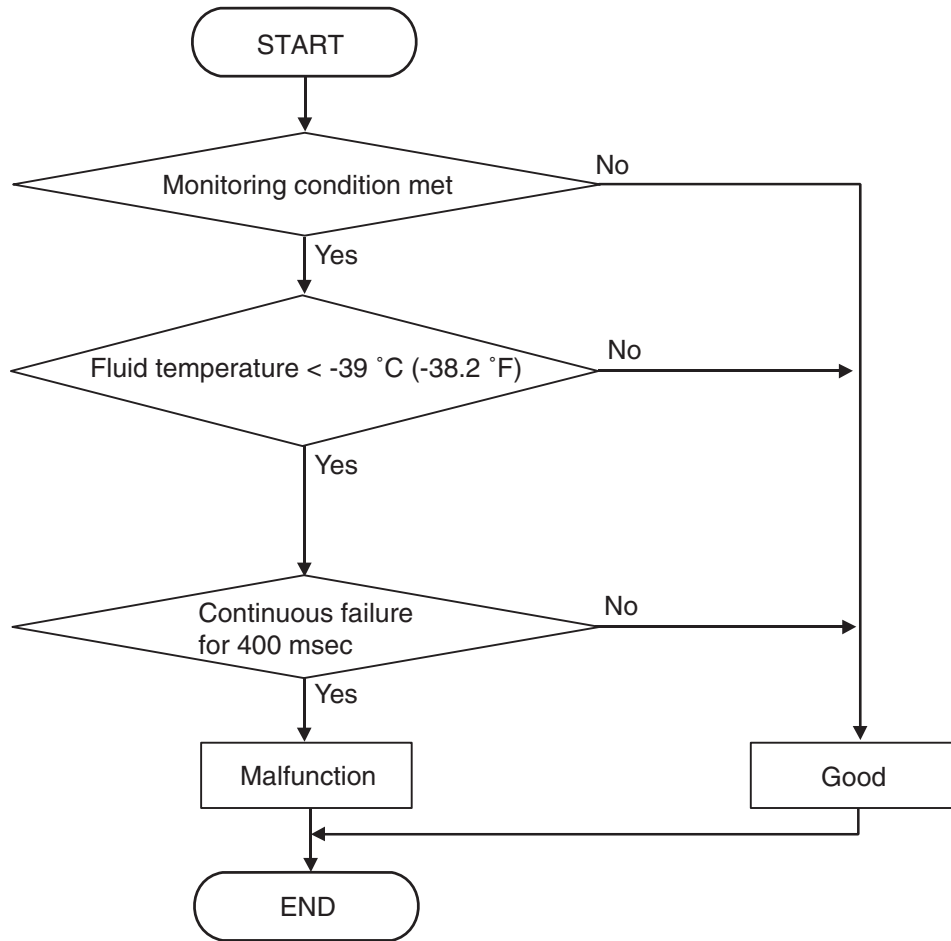 START
Monitoring condition met
No
Yes
Fluid temperature < -39 ˚C (-38.2 ˚F)
No
Yes
Continuous failure
for 400 msec
No
Yes
Malfunction
Good
END